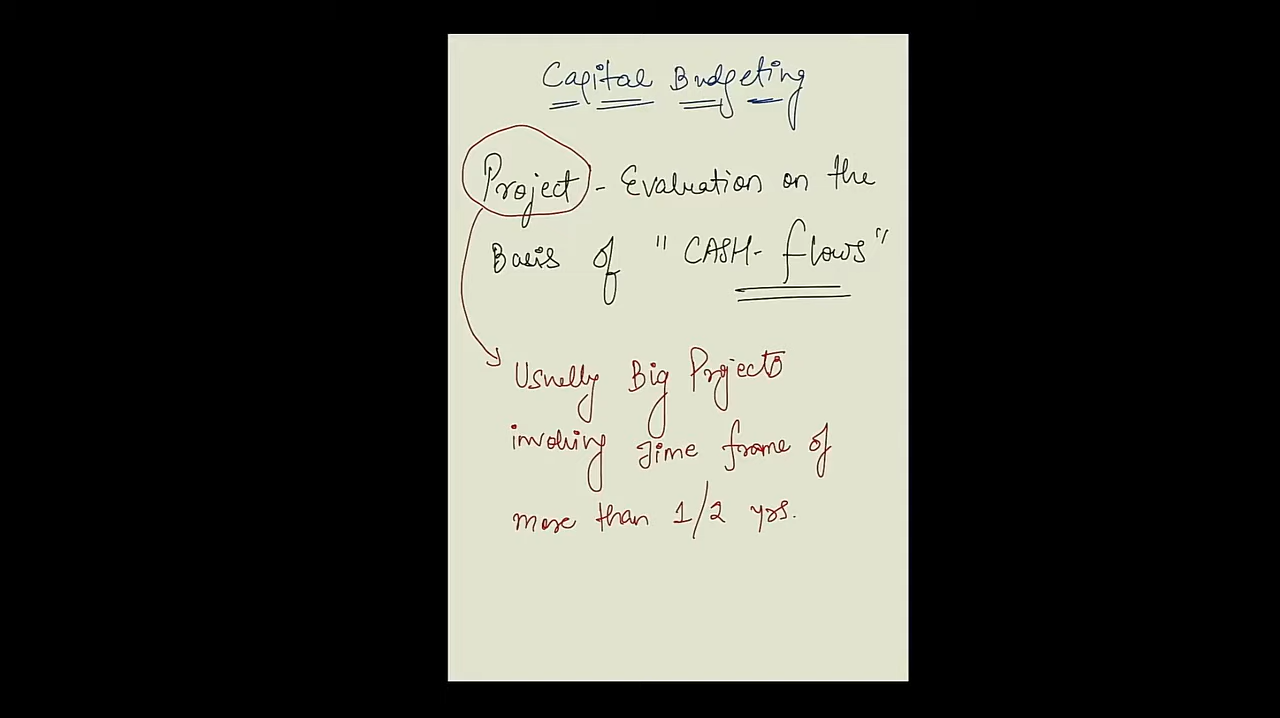 Capital Budgeting
Project - Evaluation on the
Basis of "CASH-flows"
Usually Big Projects
involving Time frame of
more than 1/2 yrs.